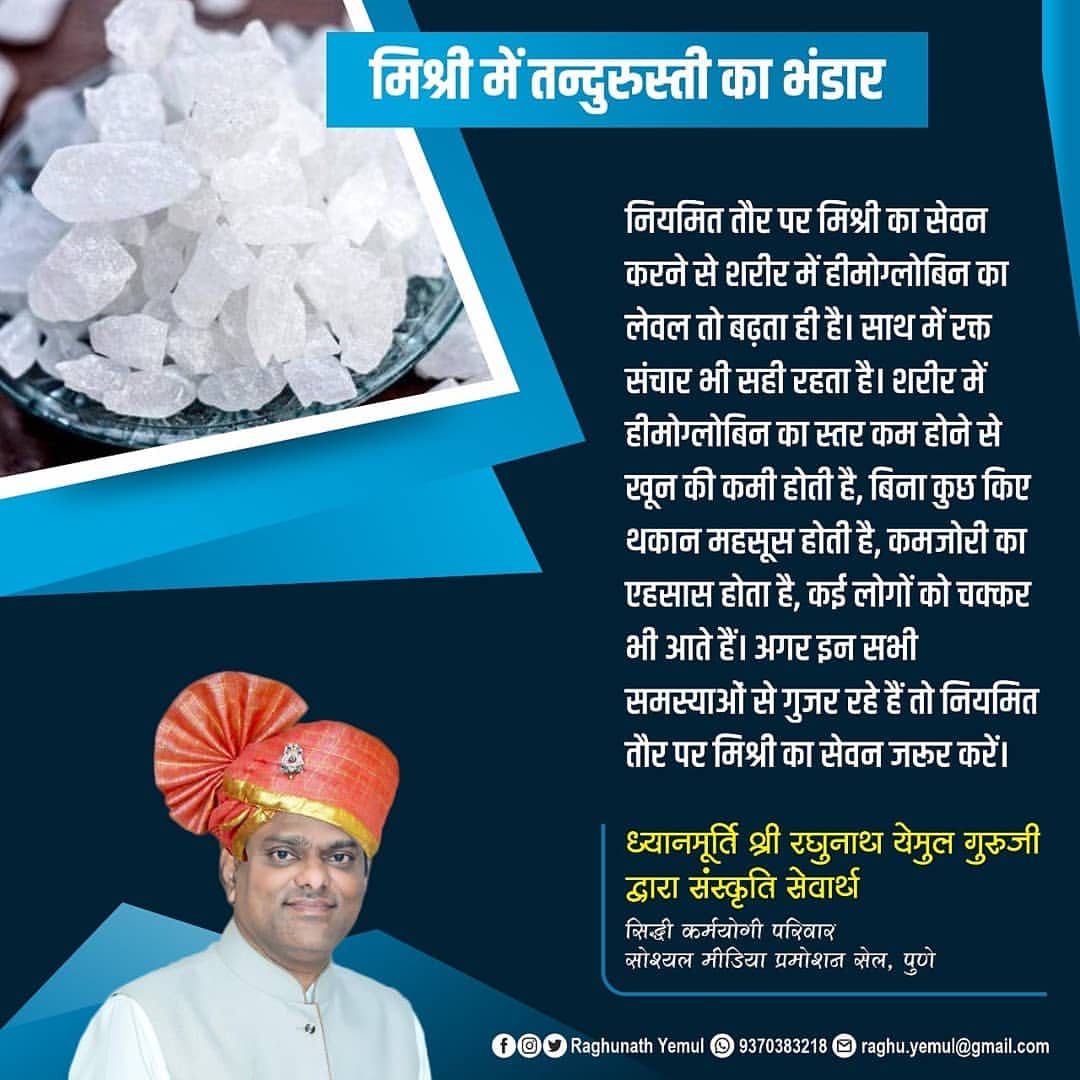 मिश्री में तन्दुरुस्ती का भंडार
नियमित तौर पर मिश्री का सेवन
करने से शरीर में हीमोग्लोबिन का
लेवल तो बढ़ता ही है। साथ में रक्त
संचार भी सही रहता है। शरीर में
हीमोग्लोबिन का स्तर कम होने से
खून की कमी होती है, बिना कुछ किए
थकान महसूस होती है, कमजोरी का
एहसास होता है, कई लोगों को चक्कर
भी आते हैं। अगर इन सभी
समस्याओं से गुजर रहे हैं तो नियमित
तौर पर मिश्री का सेवन जरूर करें।
ध्यानमूर्ति श्री रघुनाथ येमुल गुरुजी
द्वारा संस्कृति सेवार्थ
सिद्धी कर्मयोगी परिवार
सोश्यल मीडिया प्रमोशन सेल, पुणे
Raghunath Yemul 9370383218 raghu.yemul@gmail.com